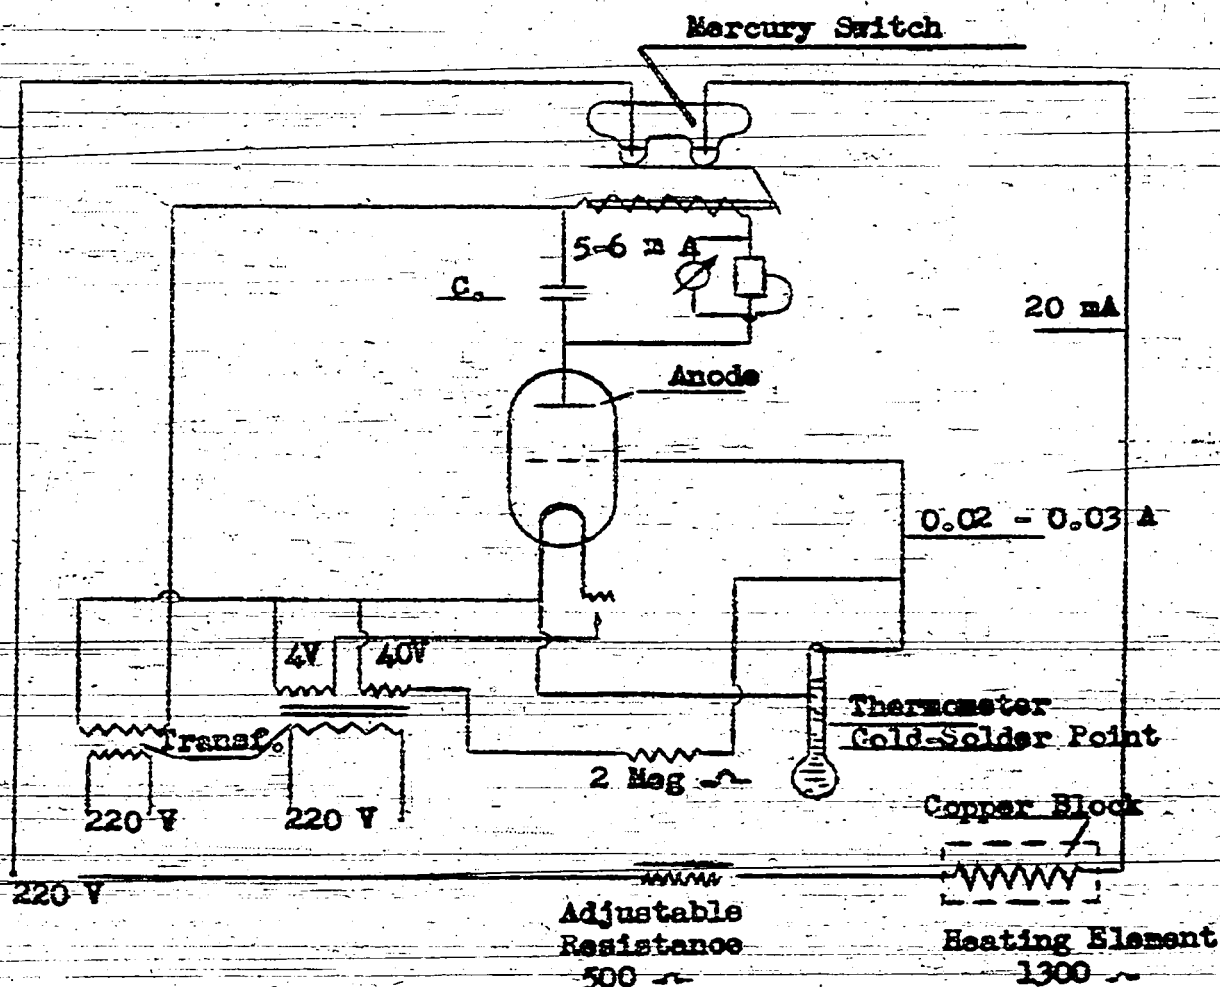 Mercury Switch
5-6 m A
C.
20 mA
Anode
0.02 - 0.03 A
4V
40V
Thermometer
Cold-Solder Point
Transf.
2 Meg
220 V
220 V
Copper Block
220 V
Adjustable
Resistance
500
Heating Element
1300